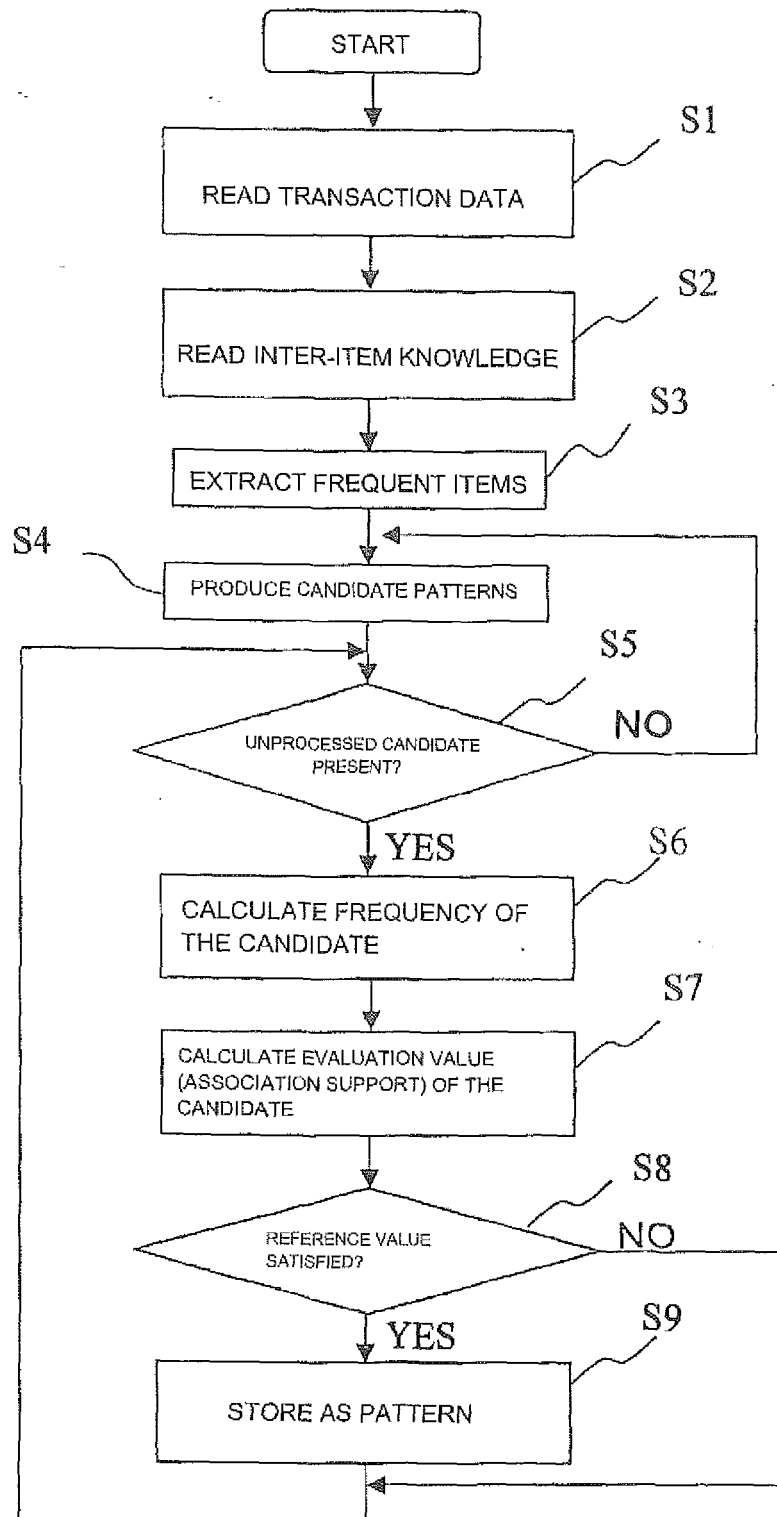 START
S1
READ TRANSACTION DATA
S2
READ INTER-ITEM KNOWLEDGE
S3
EXTRACT FREQUENT ITEMS
S4
PRODUCE CANDIDATE PATTERNS
S5
UNPROCESSED CANDIDATE
PRESENT?
NO
YES
S6
CALCULATE FREQUENCY OF
THE CANDIDATE
S7
CALCULATE EVALUATION VALUE
(ASSOCIATION SUPPORT) OF THE
CANDIDATE
S8
REFERENCE VALUE
SATISFIED?
NO
YES
S9
STORE AS PATTERN